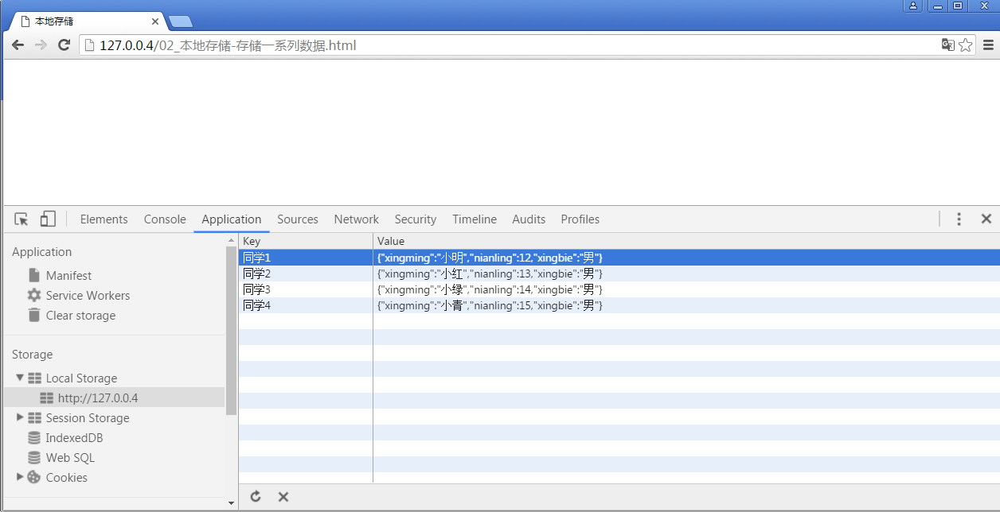 本地存储
127.0.0.4/02_本地存储-存储一系列数据.html
Elements Console Application Sources Network Security Timeline Audits Profiles
Application
Manifest
Service Workers
Clear storage
Storage
Local Storage
http://127.0.0.4
Session Storage
IndexedDB
Web SQL
Cookies
Key Value
同学1 {"xingming":"小明","nianling":12,"xingbie":"男"}
同学2 {"xingming":"小红","nianling":13,"xingbie":"男"}
同学3 {"xingming":"小绿","nianling":14,"xingbie":"男"}
同学4 {"xingming":"小青","nianling":15,"xingbie":"男"}